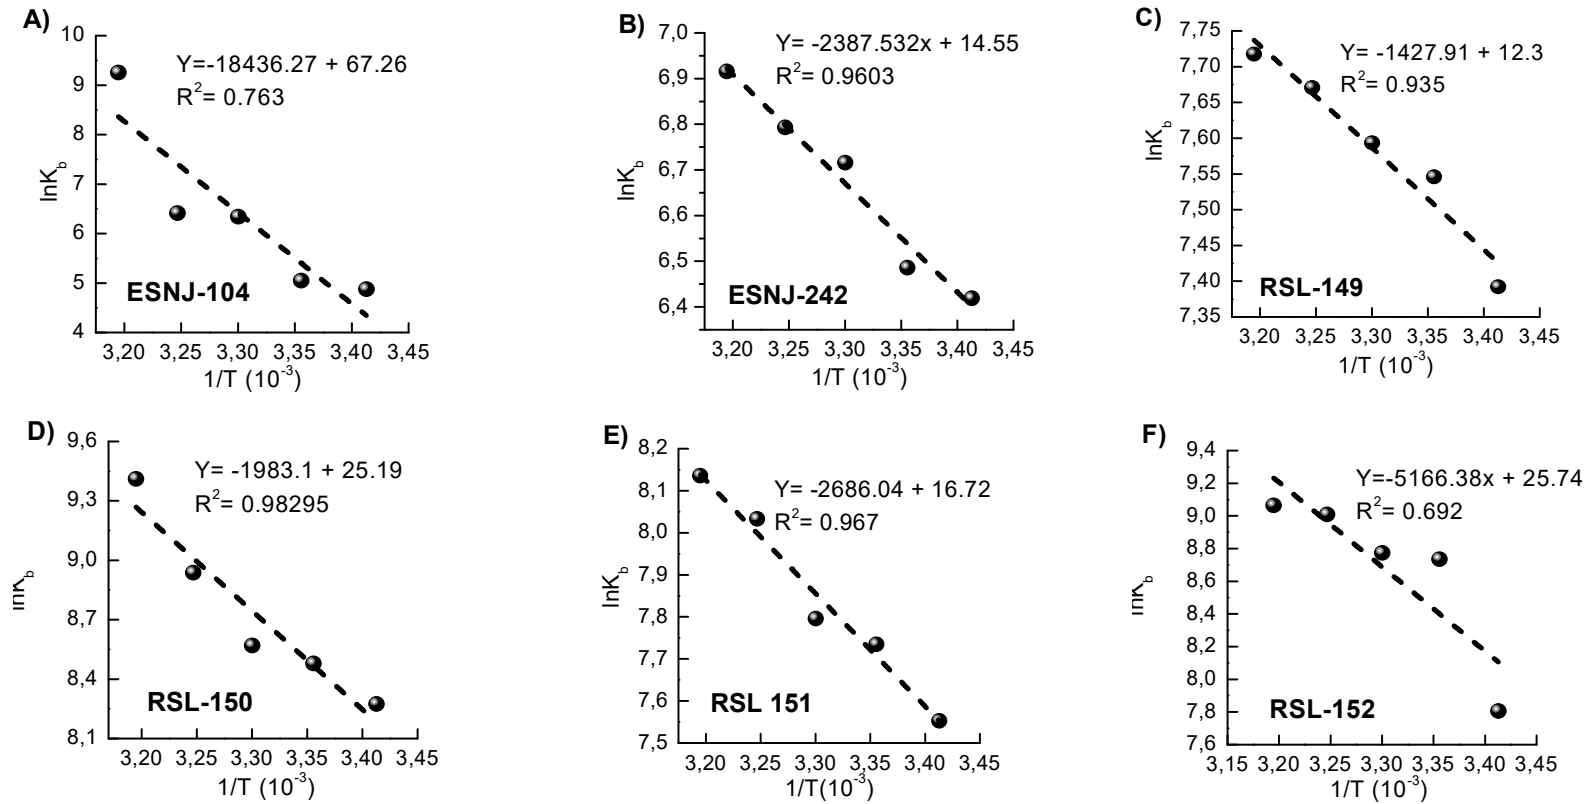 A)
10
9
8
7
6
5
4
lnK_b
Y=-18436.27 + 67.26
R²= 0.763
ESNJ-104
3,20 3,25 3,30 3,35 3,40 3,45
1/T (10⁻³)
B)
7,0
6,9
6,8
6,7
6,6
6,5
6,4
lnK_b
Y= -2387.532x + 14.55
R²= 0.9603
ESNJ-242
3,20 3,25 3,30 3,35 3,40 3,45
1/T (10⁻³)
C)
7,75
7,70
7,65
7,60
7,55
7,50
7,45
7,40
7,35
lnK_b
Y= -1427.91 + 12.3
R²= 0.935
RSL-149
3,20 3,25 3,30 3,35 3,40 3,45
1/T (10⁻³)
D)
9,6
9,3
9,0
8,7
8,4
8,1
lnK_b
Y= -1983.1 + 25.19
R²= 0.98295
RSL-150
3,20 3,25 3,30 3,35 3,40 3,45
1/T (10⁻³)
E)
8,2
8,1
8,0
7,9
7,8
7,7
7,6
7,5
lnK_b
Y= -2686.04 + 16.72
R²= 0.967
RSL 151
3,20 3,25 3,30 3,35 3,40 3,45
1/T(10⁻³)
F)
9,4
9,2
9,0
8,8
8,6
8,4
8,2
8,0
7,8
7,6
lnK_b
Y=-5166.38x + 25.74
R²= 0.692
RSL-152
3,15 3,20 3,25 3,30 3,35 3,40 3,45
1/T (10⁻³)